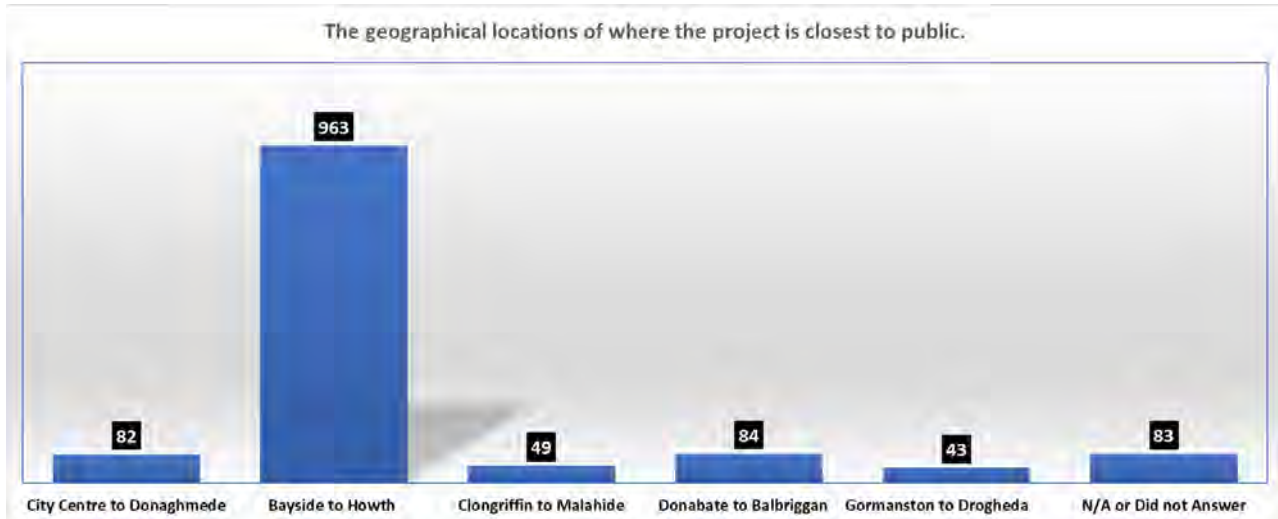 The geographical locations of where the project is closest to public.
963
82
49
84
43
83
City Centre to Donaghmede
Bayside to Howth
Clongriffin to Malahide
Donabate to Balbriggan
Gormanston to Drogheda
N/A or Did not Answer